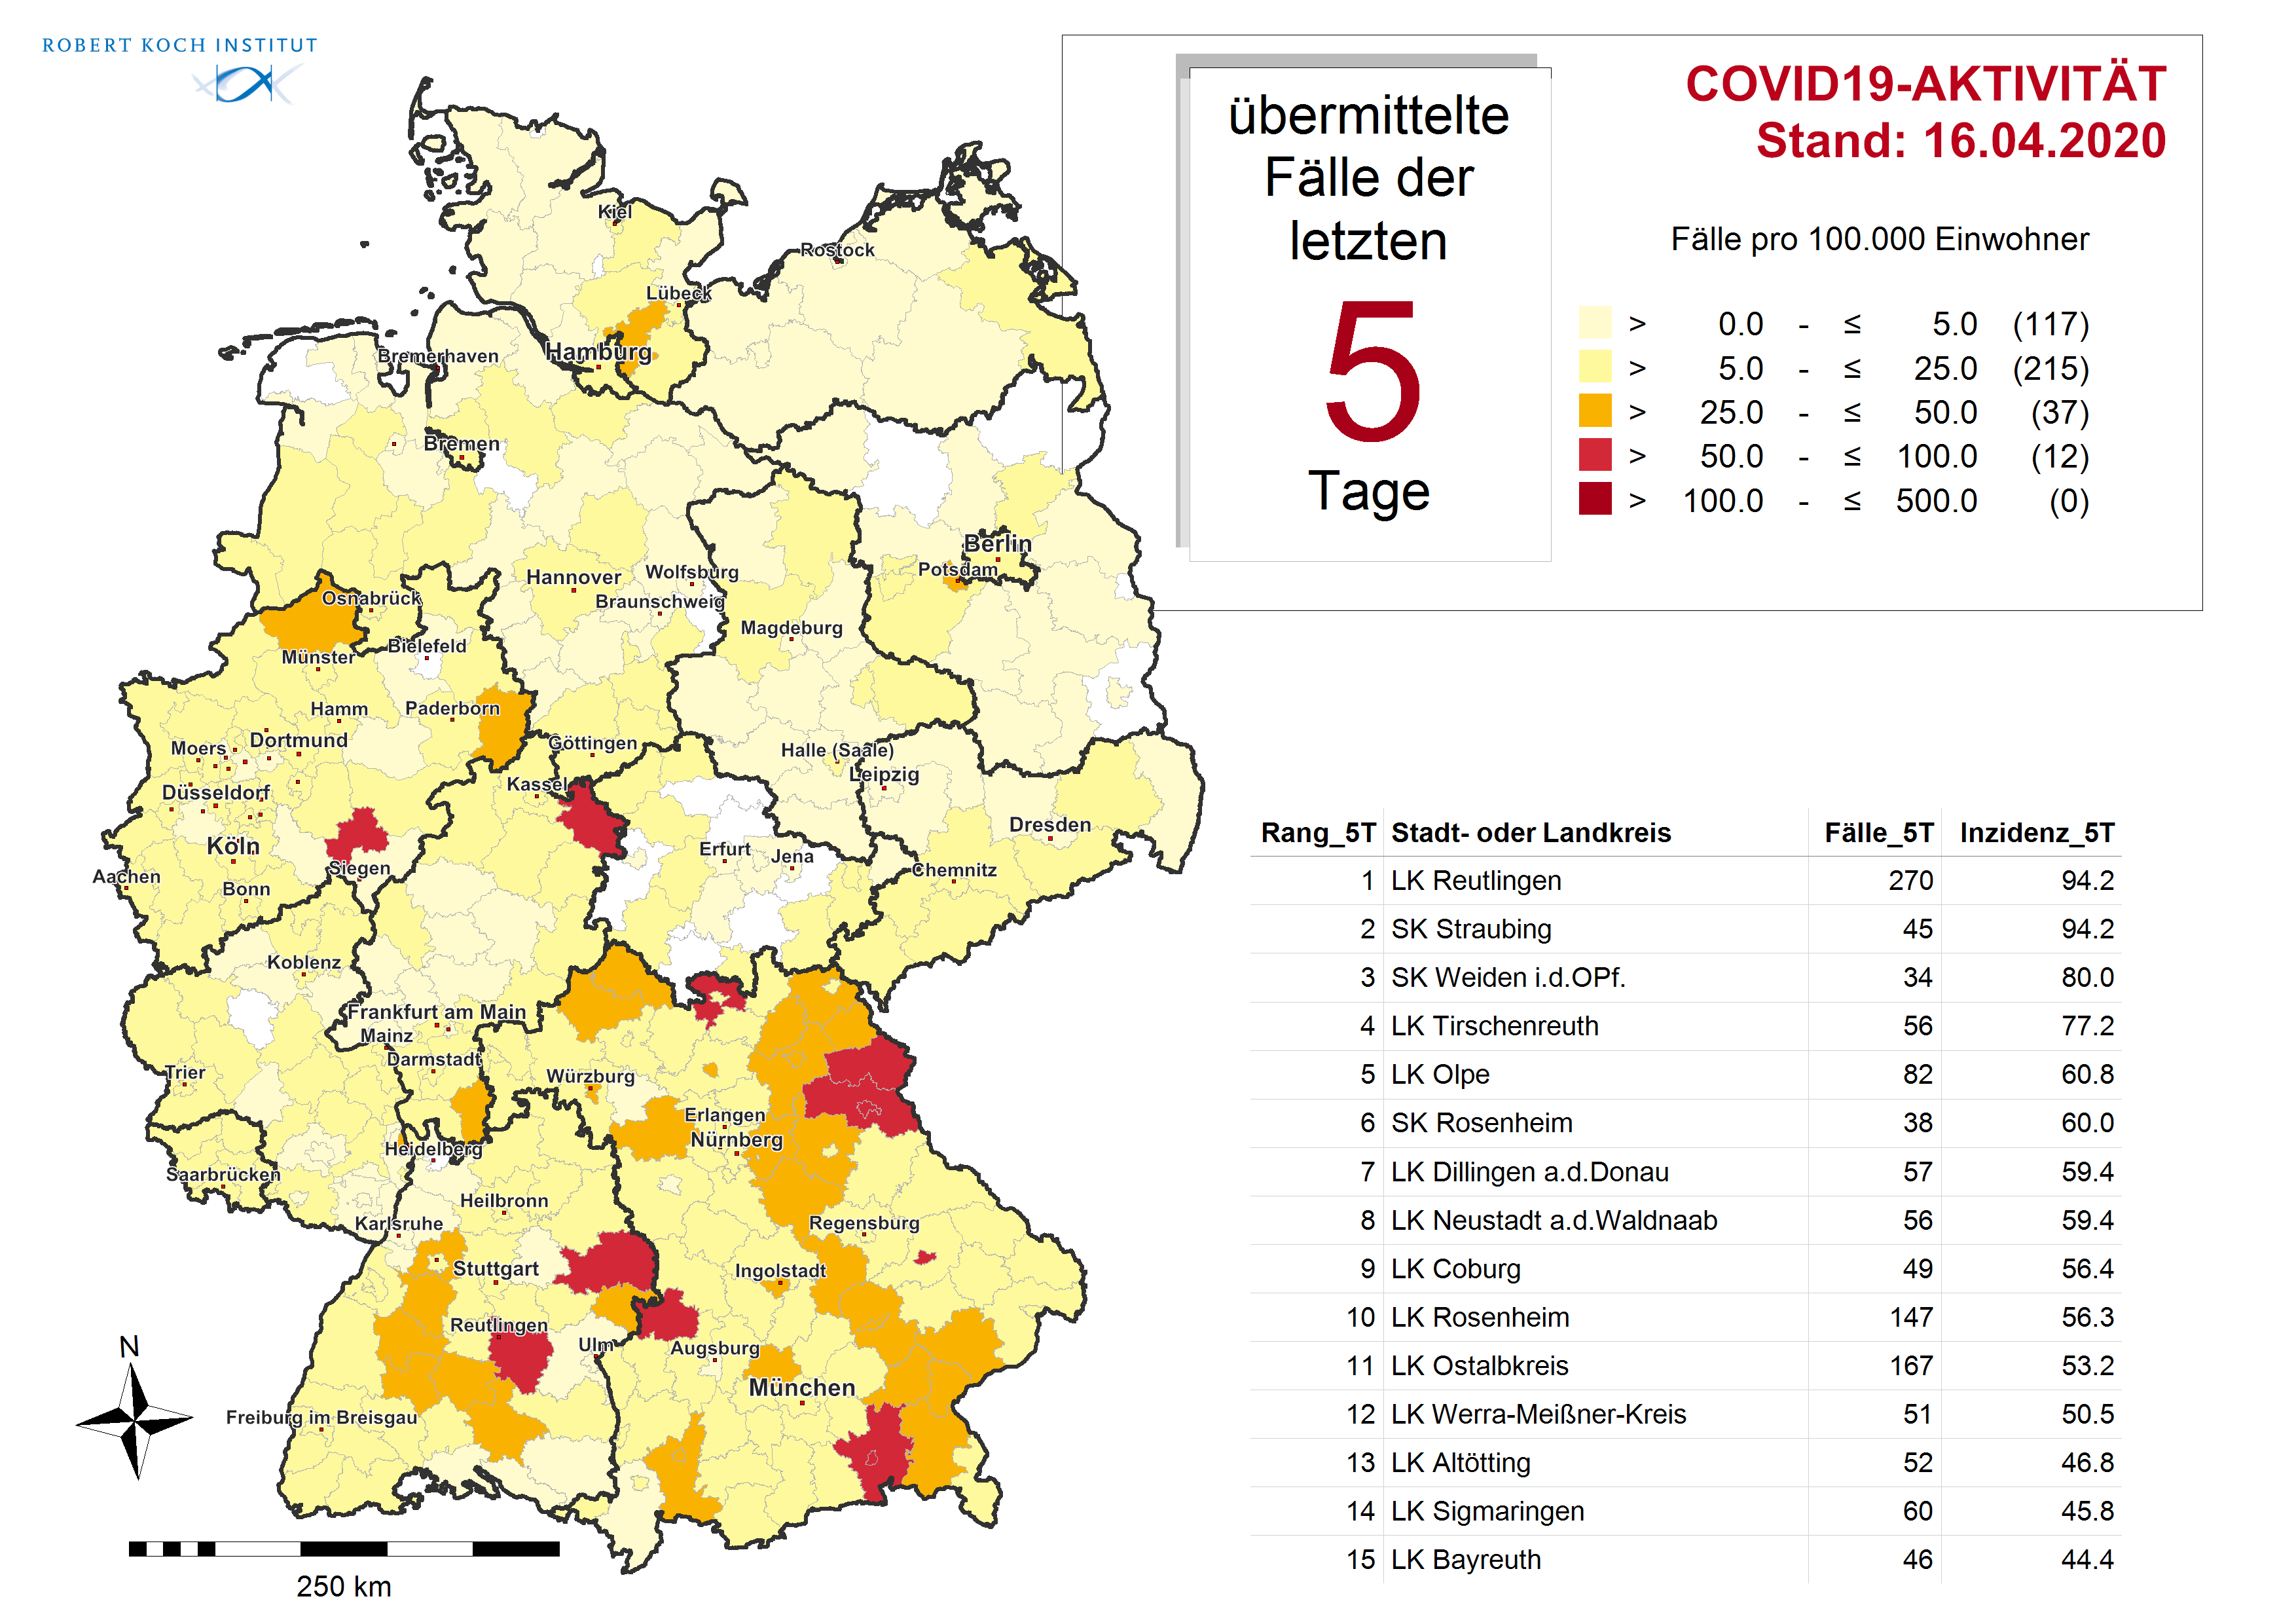 ROBERT KOCH INSTITUT
übermittelte
Fälle der
letzten
5
Tage
COVID19-AKTIVITÄT
Stand: 16.04.2020
Fälle pro 100.000 Einwohner
> 0.0 - ≤ 5.0 (117)
> 5.0 - ≤ 25.0 (215)
> 25.0 - ≤ 50.0 (37)
> 50.0 - ≤ 100.0 (12)
> 100.0 - ≤ 500.0 (0)
Kiel
Rostock
Lübeck
Hamburg
Bremerhaven
Bremen
Berlin
Potsdam
Hannover
Wolfsburg
Braunschweig
Osnabrück
Magdeburg
Bielefeld
Münster
Hamm
Paderborn
Göttingen
Moers
Dortmund
Halle (Saale)
Leipzig
Kassel
Düsseldorf
Dresden
Köln
Erfurt
Jena
Siegen
Chemnitz
Aachen
Bonn
Koblenz
Frankfurt am Main
Mainz
Darmstadt
Trier
Würzburg
Erlangen
Nürnberg
Heidelberg
Saarbrücken
Heilbronn
Karlsruhe
Regensburg
Stuttgart
Ingolstadt
Reutlingen
Ulm
Augsburg
München
Freiburg im Breisgau
N
250 km
Rang_5T Stadt- oder Landkreis Fälle_5T Inzidenz_5T
1 LK Reutlingen 270 94.2
2 SK Straubing 45 94.2
3 SK Weiden i.d.OPf. 34 80.0
4 LK Tirschenreuth 56 77.2
5 LK Olpe 82 60.8
6 SK Rosenheim 38 60.0
7 LK Dillingen a.d.Donau 57 59.4
8 LK Neustadt a.d.Waldnaab 56 59.4
9 LK Coburg 49 56.4
10 LK Rosenheim 147 56.3
11 LK Ostalbkreis 167 53.2
12 LK Werra-Meißner-Kreis 51 50.5
13 LK Altötting 52 46.8
14 LK Sigmaringen 60 45.8
15 LK Bayreuth 46 44.4